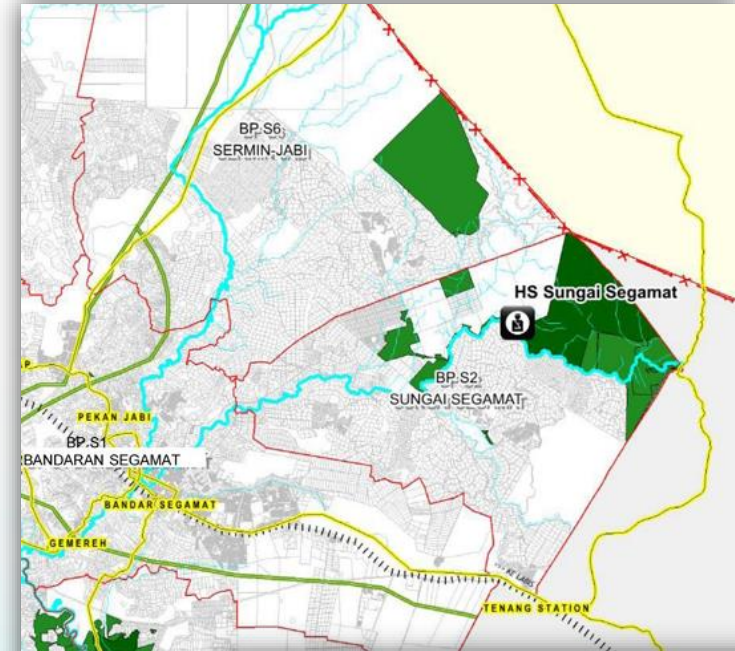 BP.S6
SERMIN-JABI
HS Sungai Segamat
BP.S2
SUNGAI SEGAMAT
PEKAN JABI
BP.S1
RBANDARAN SEGAMAT
BANDAR SEGAMAT
GEMEREH
TENANG STATION